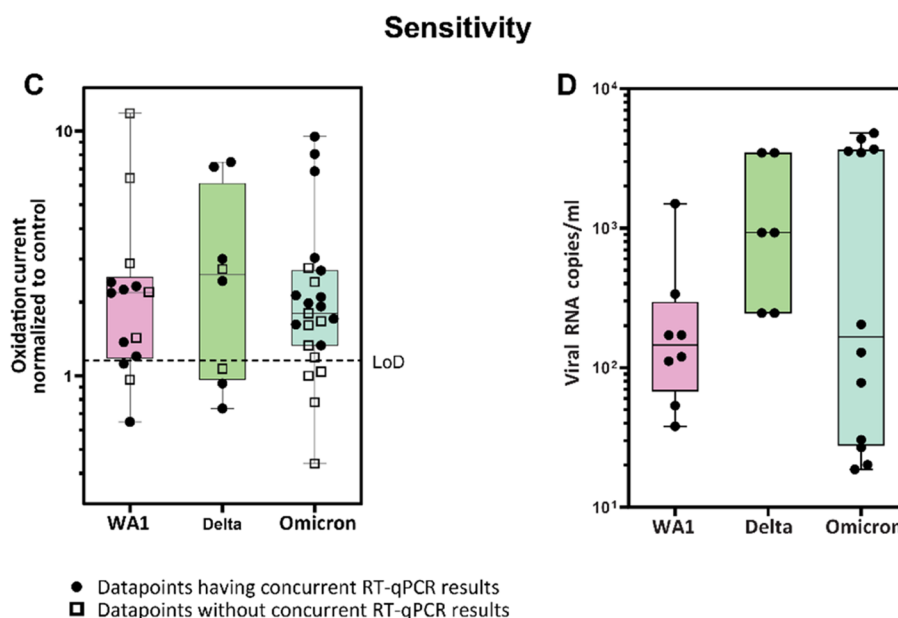 Sensitivity
C
Oxidation current
normalized to control
10
1
LoD
WA1
Delta
Omicron
D
Viral RNA copies/ml
10⁴
10³
10²
10¹
WA1
Delta
Omicron
Datapoints having concurrent RT-qPCR results
Datapoints without concurrent RT-qPCR results